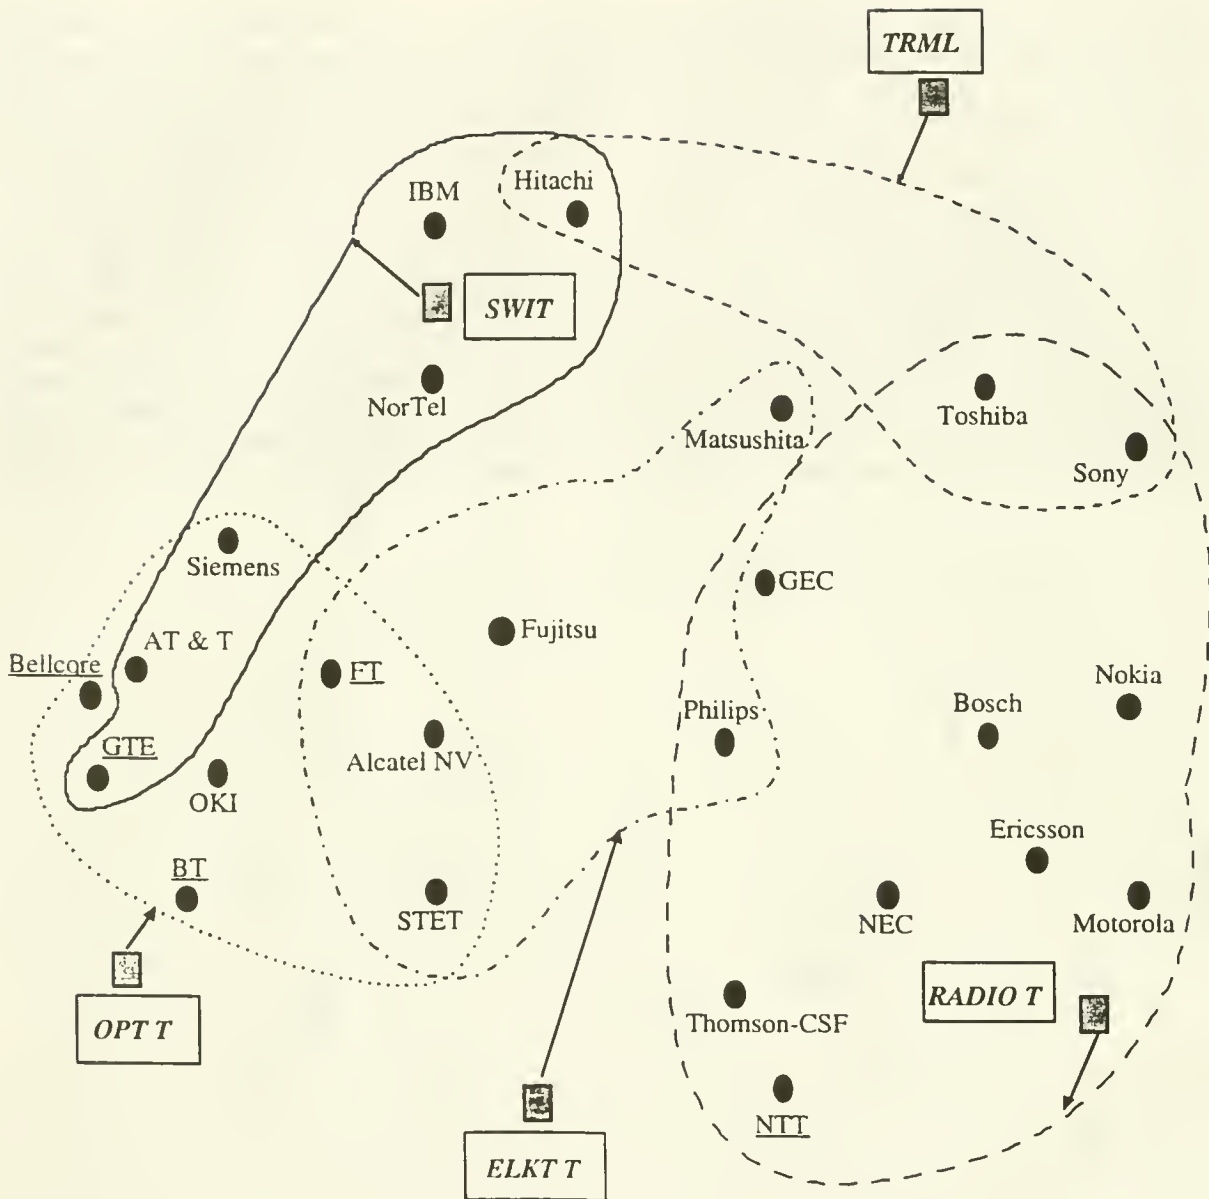 TRML
IBM
Hitachi
SWIT
NorTel
Matsushita
Toshiba
Sony
Siemens
GEC
Fujitsu
AT & T
Bellcore
FT
Nokia
Philips
Bosch
GTE
Alcatel NV
OKI
Ericsson
BT
STET
NEC
Motorola
RADIO T
Thomson-CSF
OPT T
NTT
ELKT T